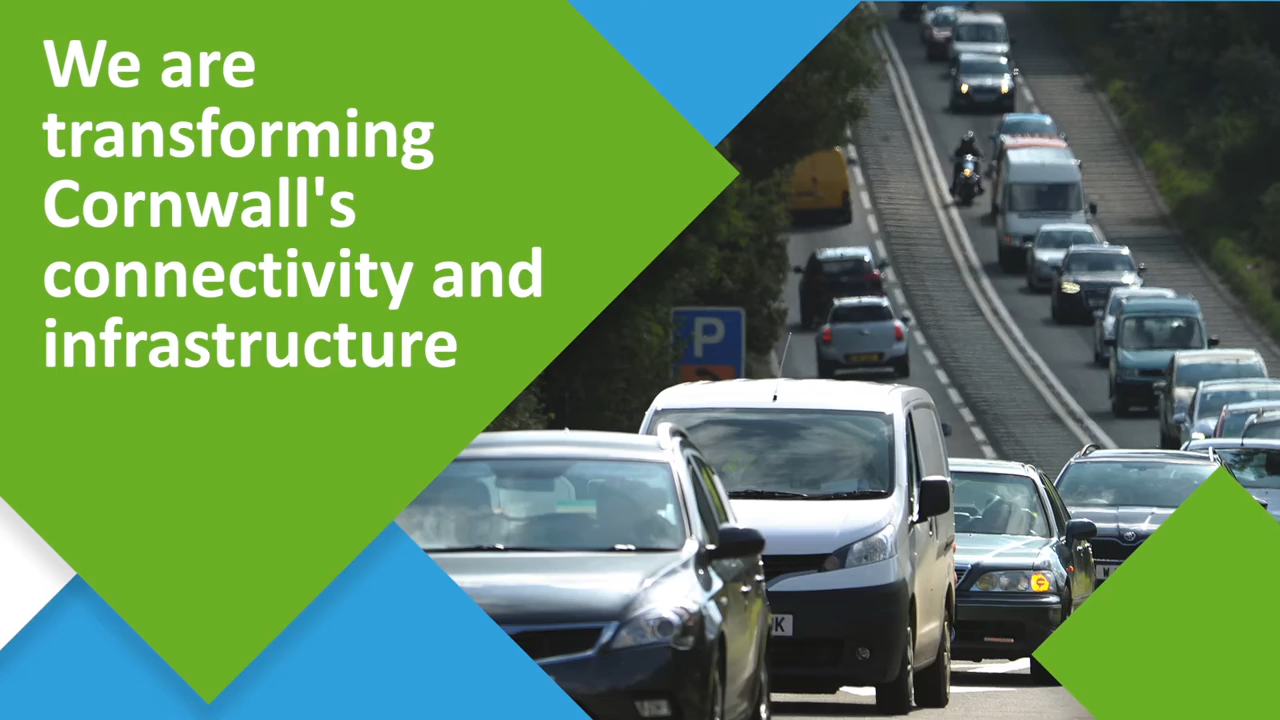 We are
transforming
Cornwall's
connectivity and
infrastructure
P